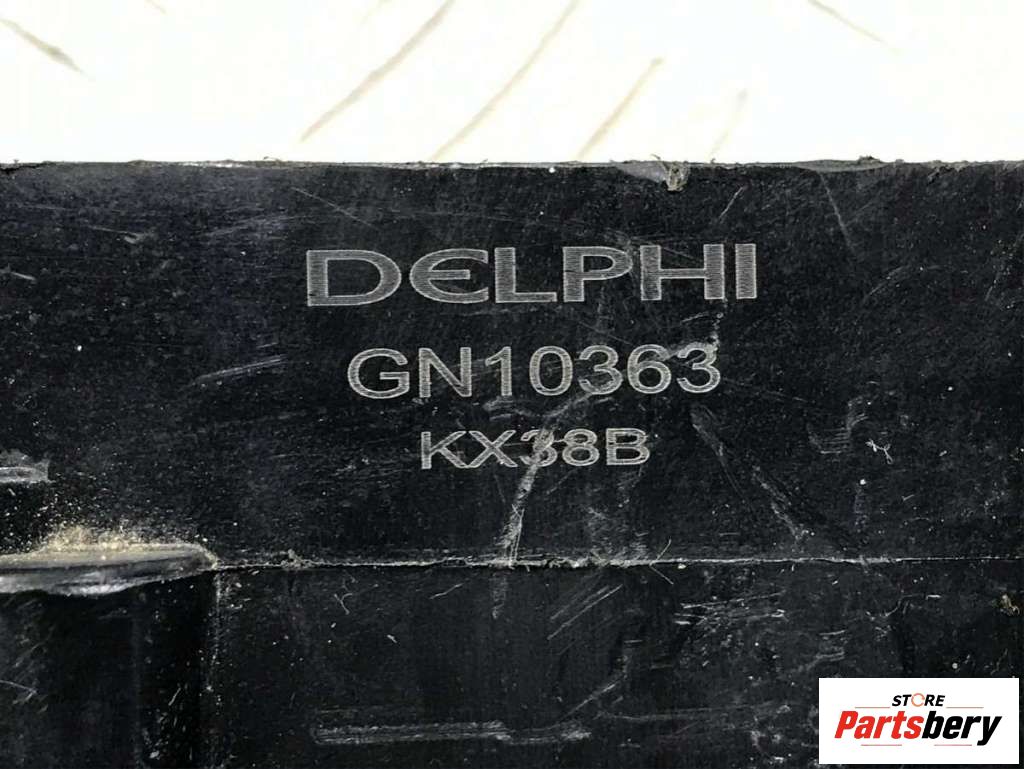 DELPHI
GN10363
KX38B
STORE
Partsbery